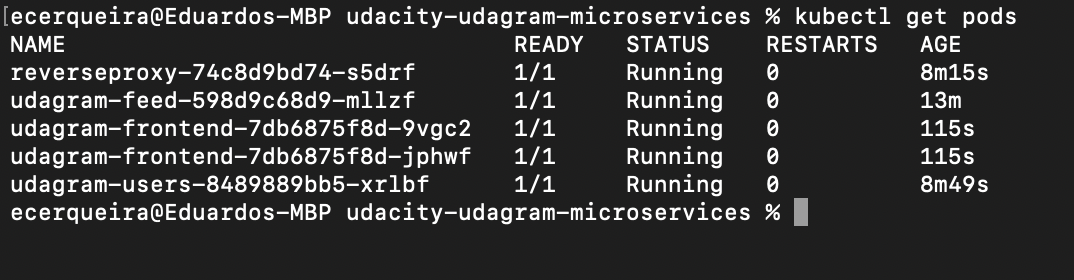 [ecerqueira@Eduardos-MBP udacity-udagram-microservices % kubectl get pods
NAME READY STATUS RESTARTS AGE
reverseproxy-74c8d9bd74-s5drf 1/1 Running 0 8m15s
udagram-feed-598d9c68d9-mllzf 1/1 Running 0 13m
udagram-frontend-7db6875f8d-9vgc2 1/1 Running 0 115s
udagram-frontend-7db6875f8d-jphwf 1/1 Running 0 115s
udagram-users-8489889bb5-xrlbf 1/1 Running 0 8m49s
ecerqueira@Eduardos-MBP udacity-udagram-microservices %